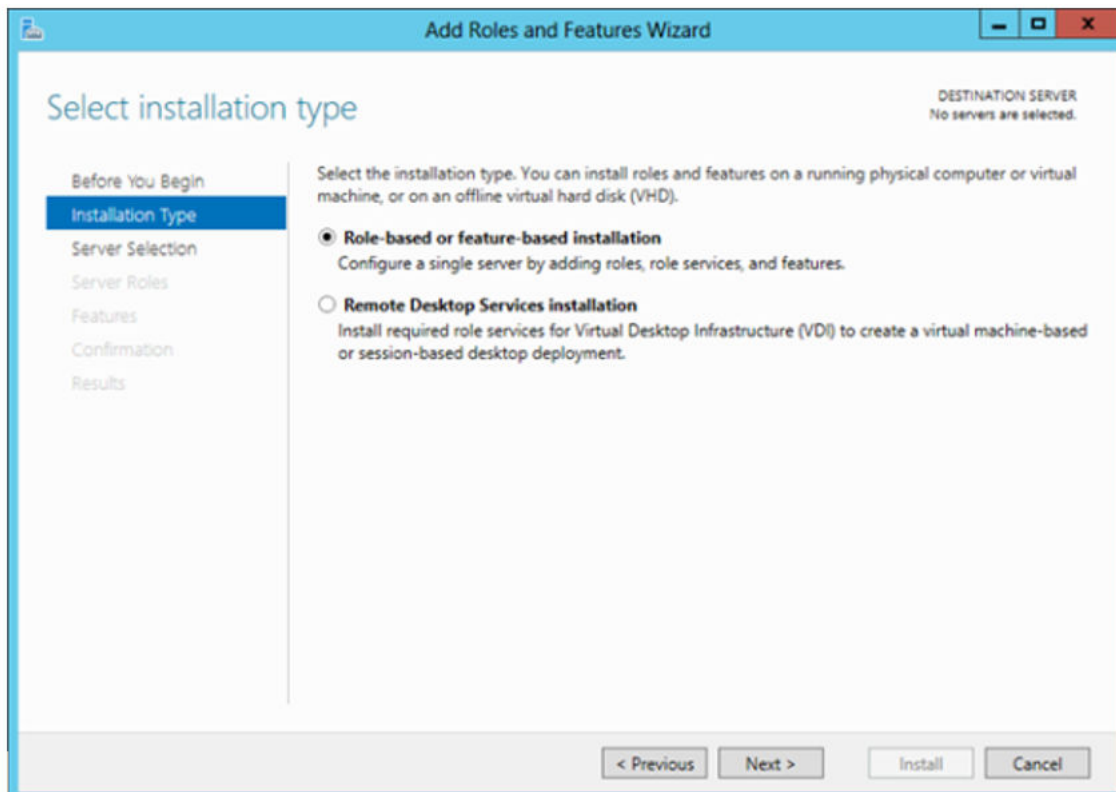 Add Roles and Features Wizard
Select installation type
DESTINATION SERVER
No servers are selected.
Before You Begin
Installation Type
Server Selection
Server Roles
Features
Confirmation
Results
Select the installation type. You can install roles and features on a running physical computer or virtual
machine, or on an offline virtual hard disk (VHD).
Role-based or feature-based installation
Configure a single server by adding roles, role services, and features.
Remote Desktop Services installation
Install required role services for Virtual Desktop Infrastructure (VDI) to create a virtual machine-based
or session-based desktop deployment.
< Previous
Next >
Install
Cancel